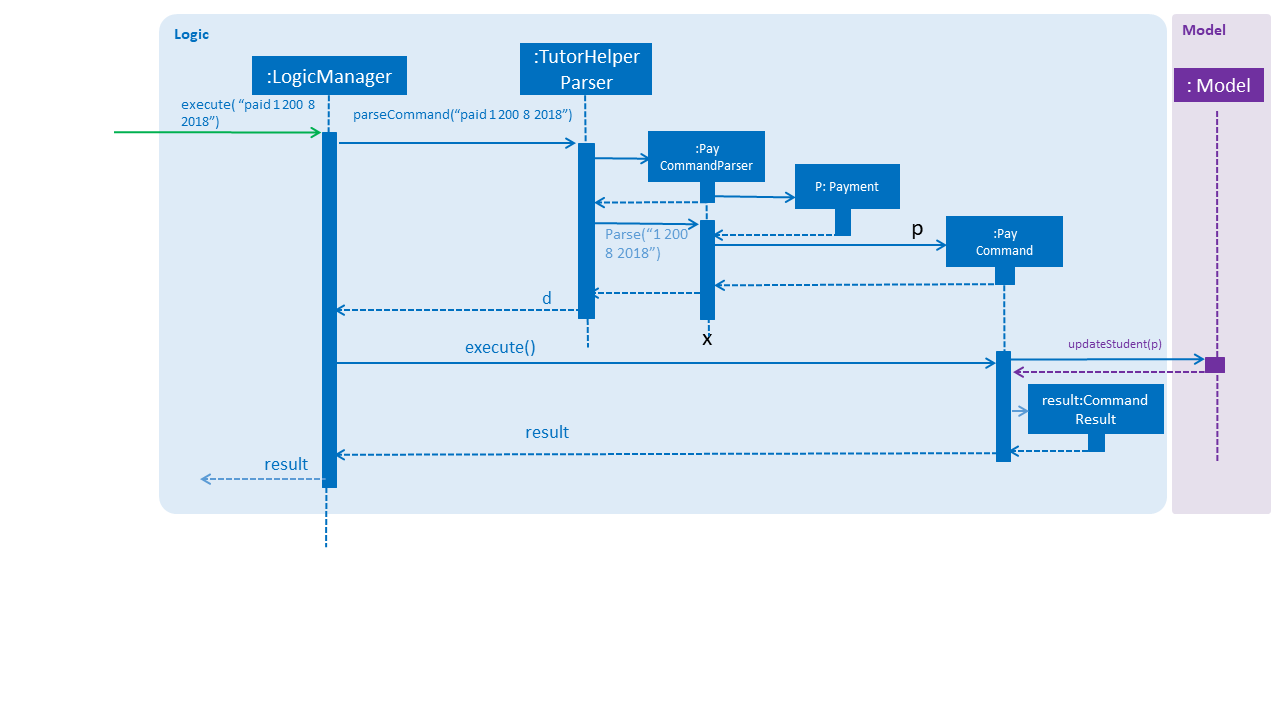 Logic
Model
:LogicManager
:TutorHelper
Parser
: Model
execute( “paid 1 200 8
2018”)
parseCommand(“paid 1 200 8 2018”)
:Pay
CommandParser
P: Payment
Parse(“1 200
8 2018”)
p
:Pay
Command
d
x
execute()
updateStudent(p)
result:Command
Result
result
result